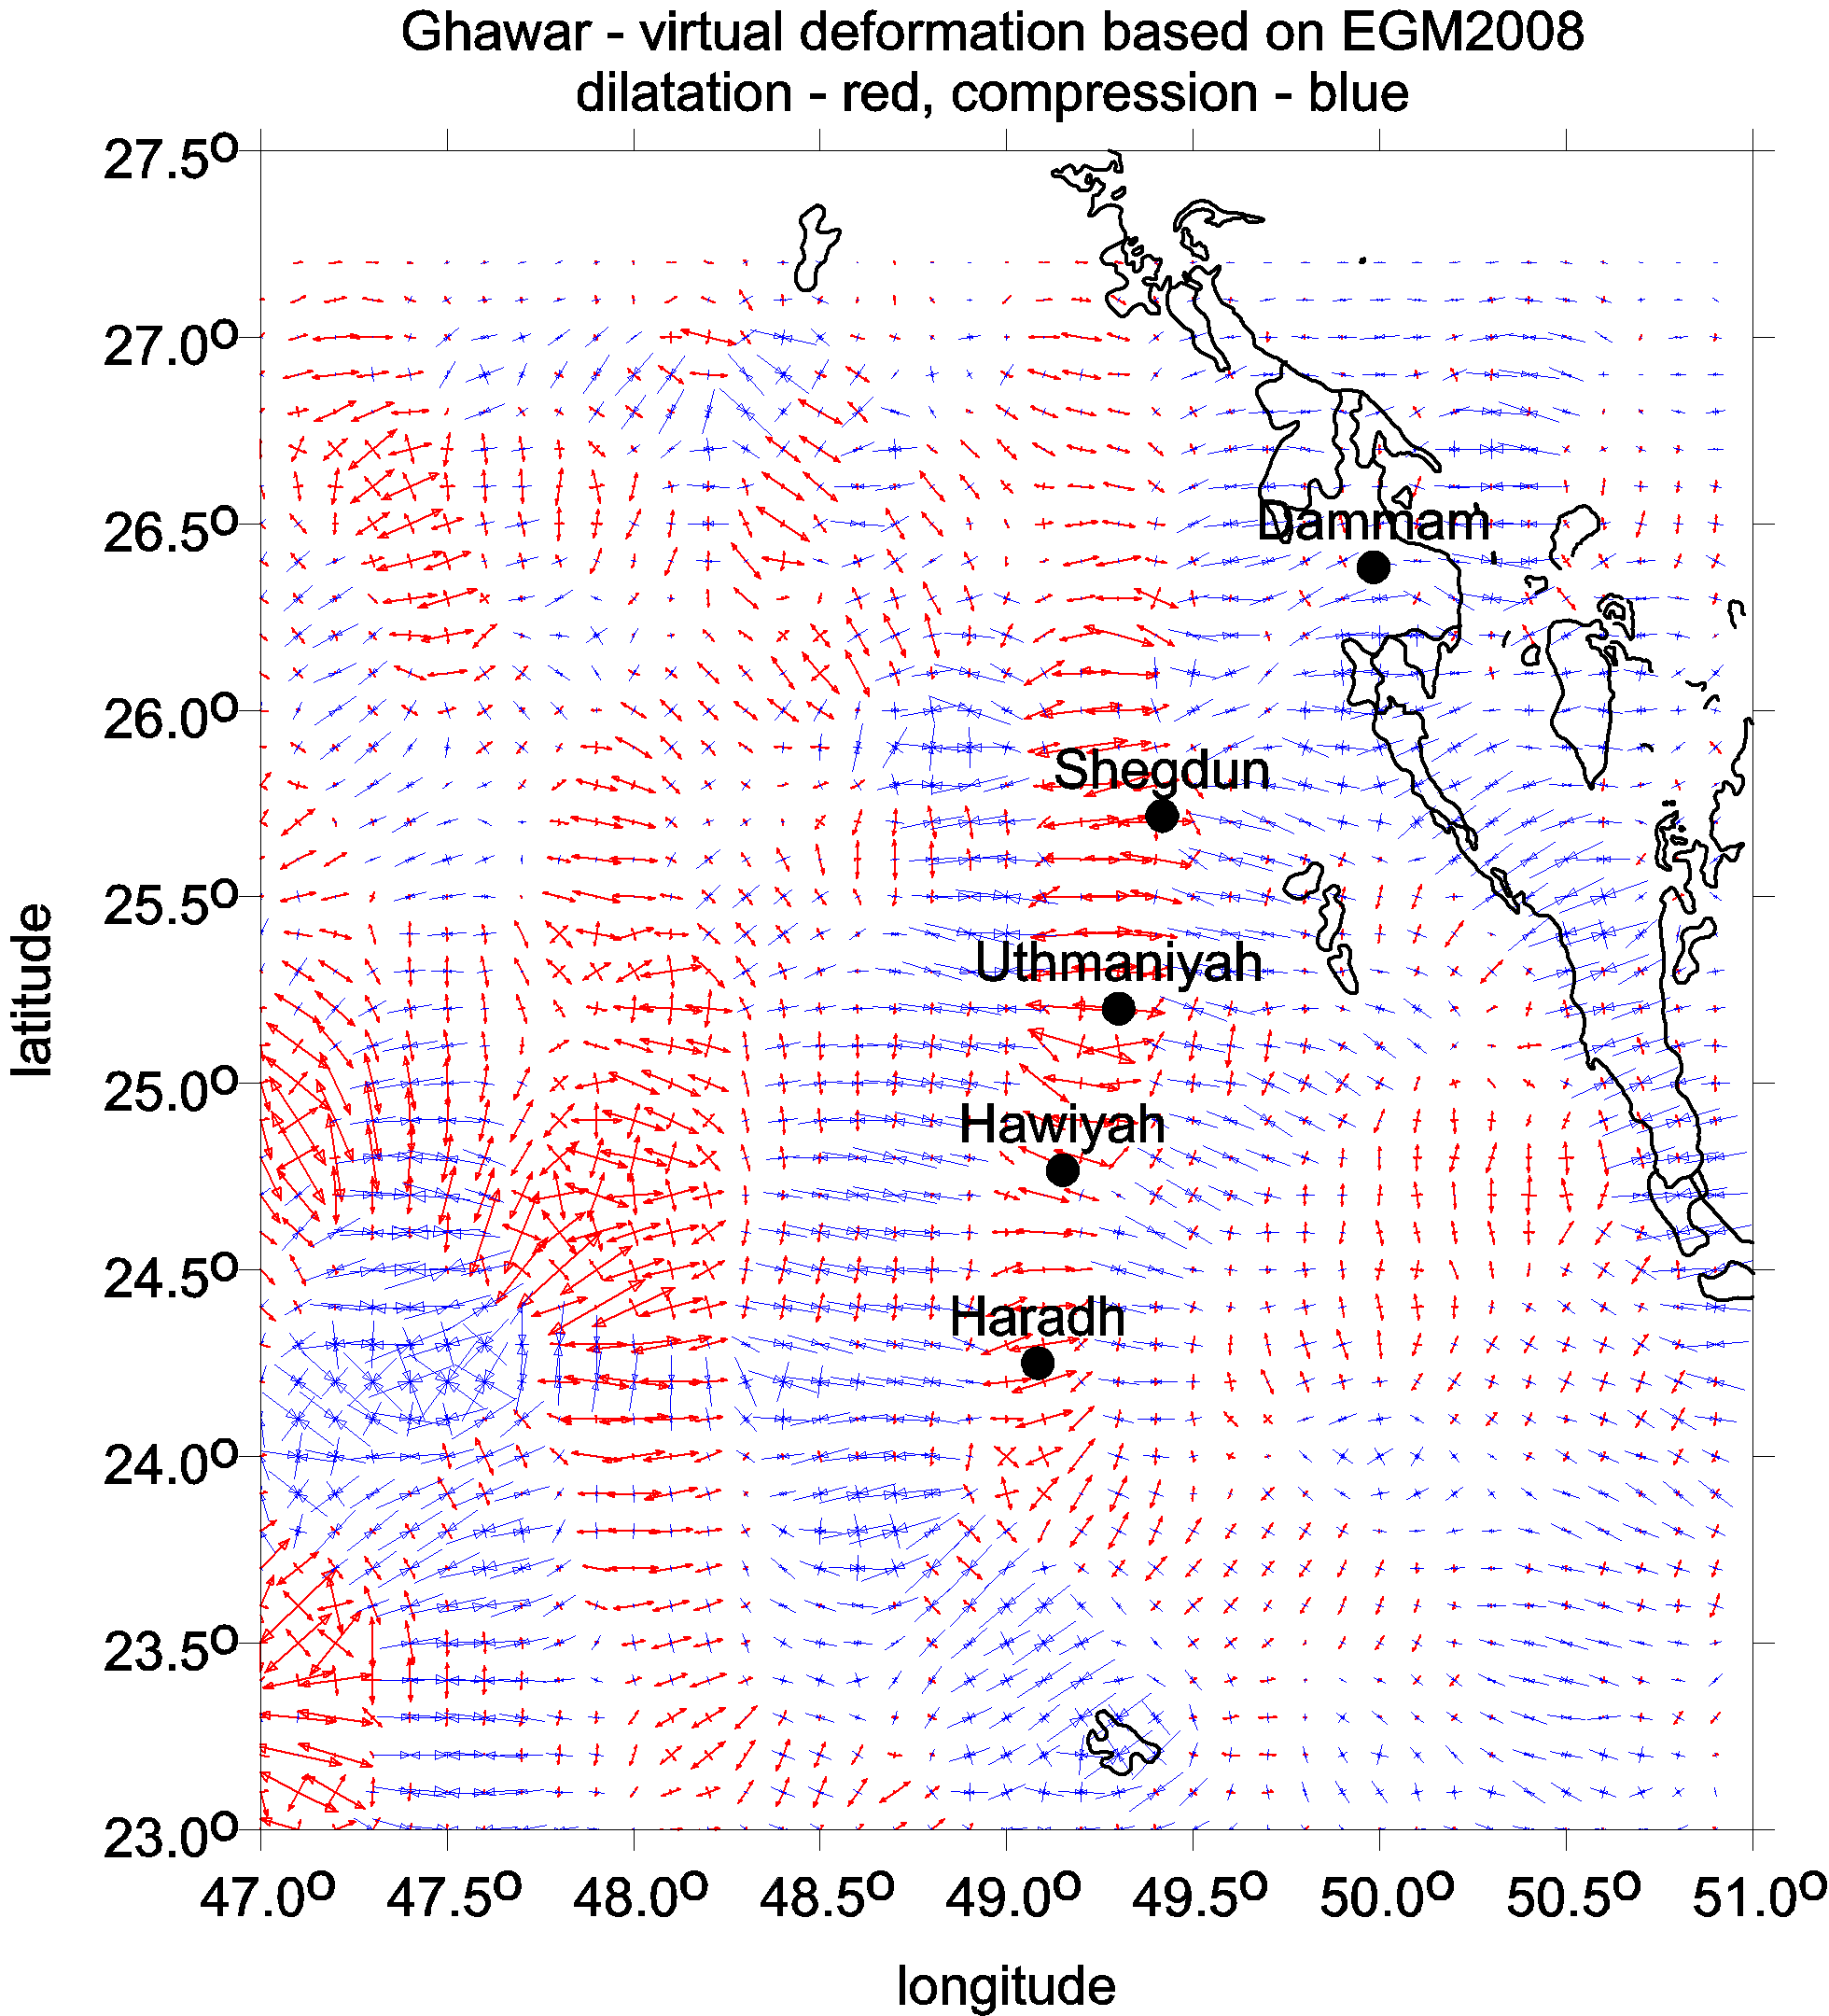 Ghawar - virtual deformation based on EGM2008
dilatation - red, compression - blue
27.5º
27.0º
26.5º
26.0º
25.5º
25.0º
24.5º
24.0º
23.5º
23.0º
latitude
Dammam
Shegdun
Uthmaniyah
Hawiyah
Haradh
47.0º 47.5º 48.0º 48.5º 49.0º 49.5º 50.0º 50.5º 51.0º
longitude